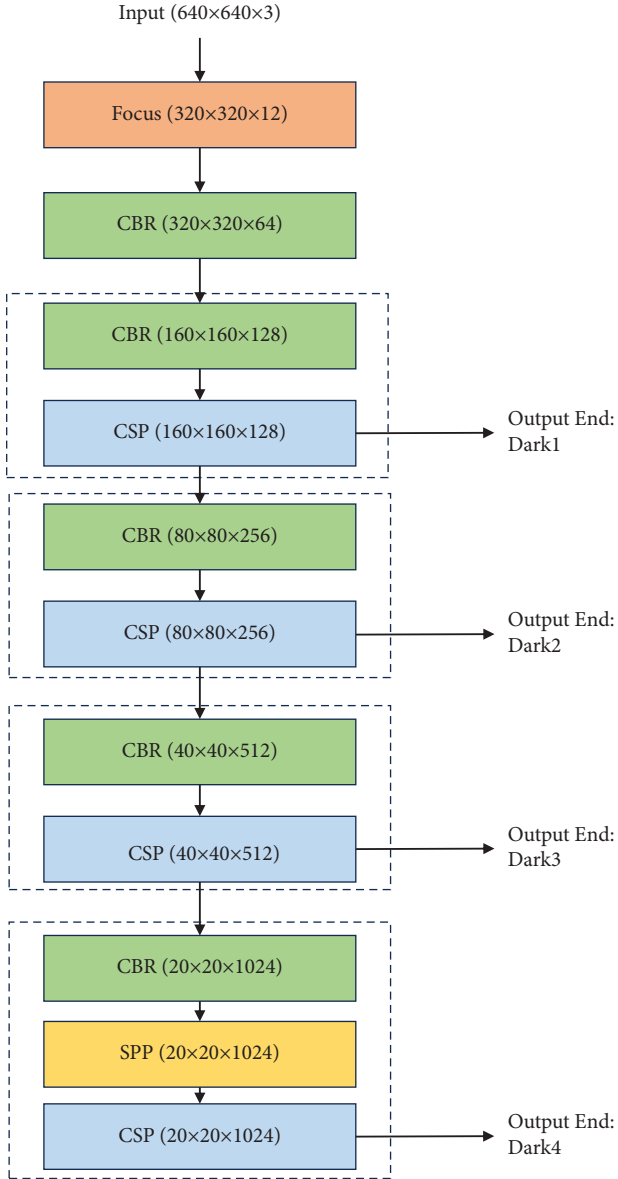 Input (640×640×3)
Focus (320×320×12)
CBR (320×320×64)
CBR (160×160×128)
CSP (160×160×128)
Output End:
Dark1
CBR (80×80×256)
CSP (80×80×256)
Output End:
Dark2
CBR (40×40×512)
CSP (40×40×512)
Output End:
Dark3
CBR (20×20×1024)
SPP (20×20×1024)
CSP (20×20×1024)
Output End:
Dark4